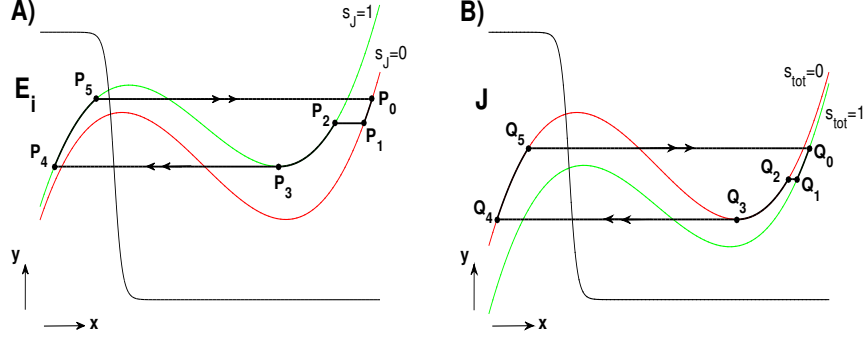 A)
s_J=1
s_J=0
E_i
P_5
P_0
P_2
P_1
P_4
P_3
y
x
B)
s_tot=0
s_tot=1
J
Q_5
Q_0
Q_2
Q_1
Q_4
Q_3
y
x